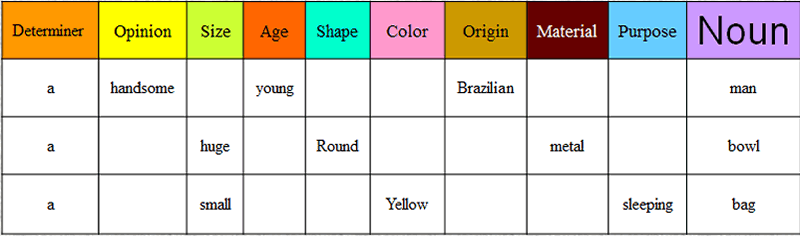 Determiner Opinion Size Age Shape Color Origin Material Purpose Noun
a handsome young Brazilian man
a huge Round metal bowl
a small Yellow sleeping bag